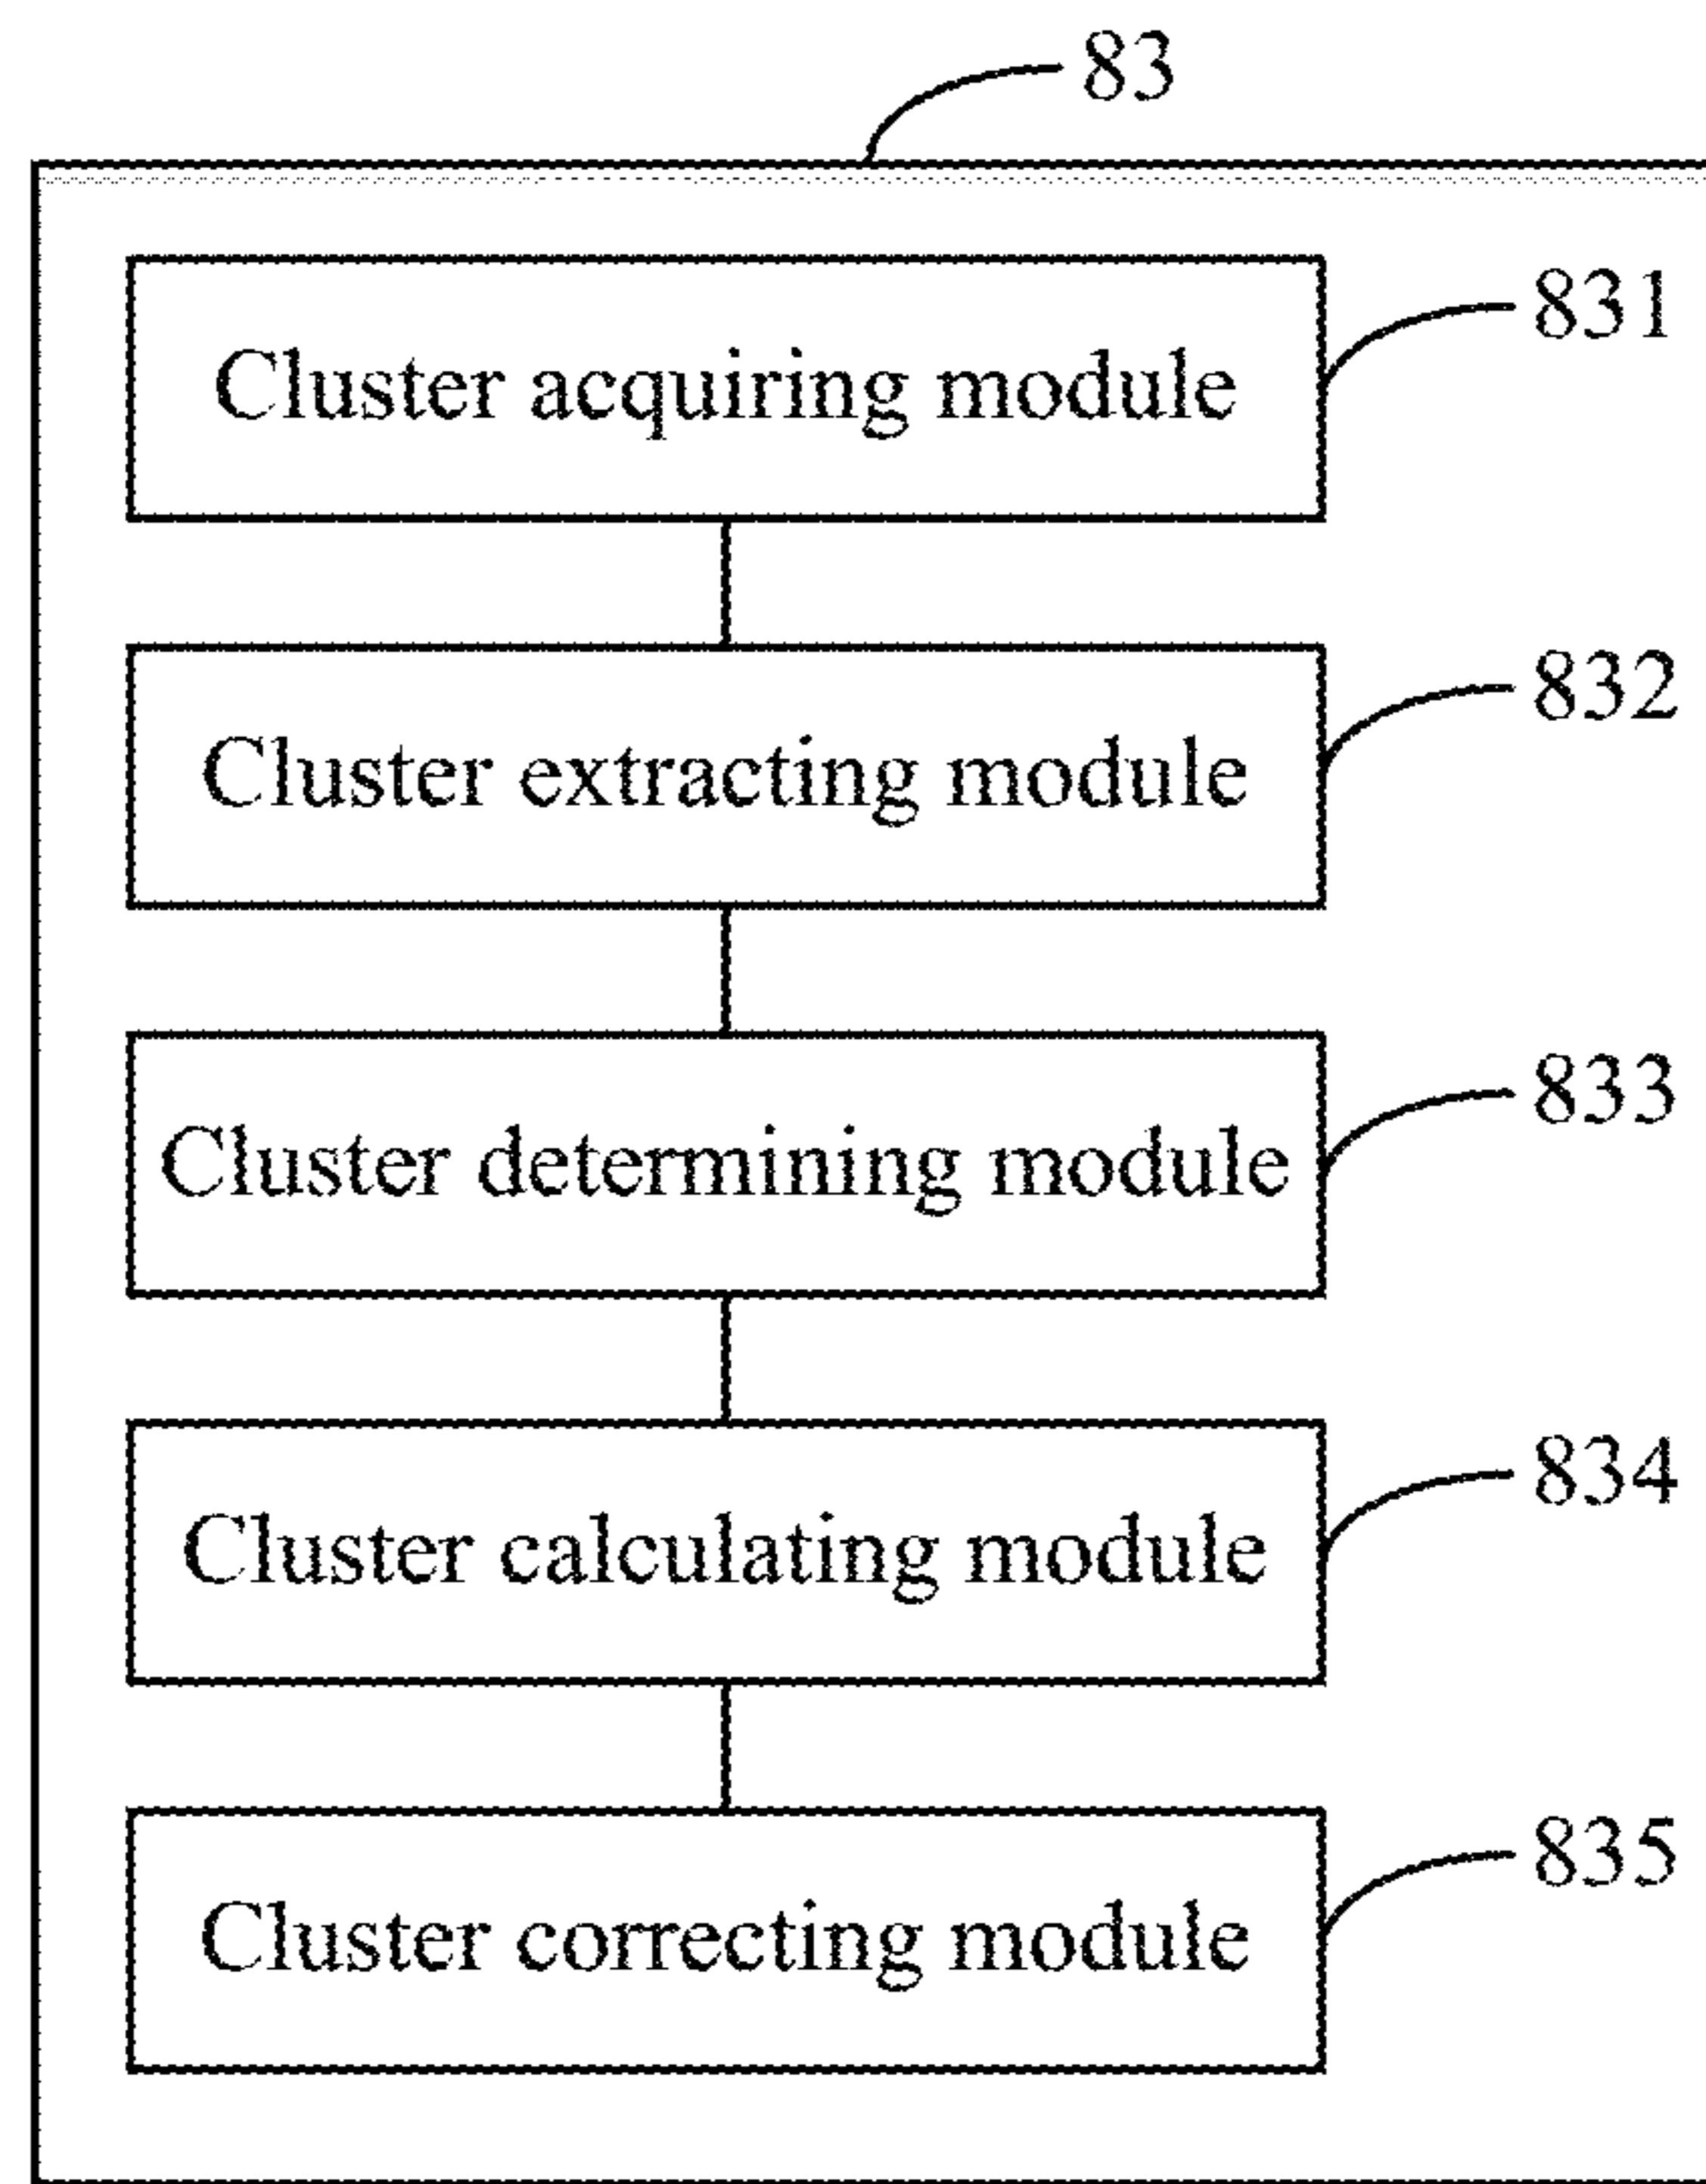 83
Cluster acquiring module
831
Cluster extracting module
832
Cluster determining module
833
Cluster calculating module
834
Cluster correcting module
835